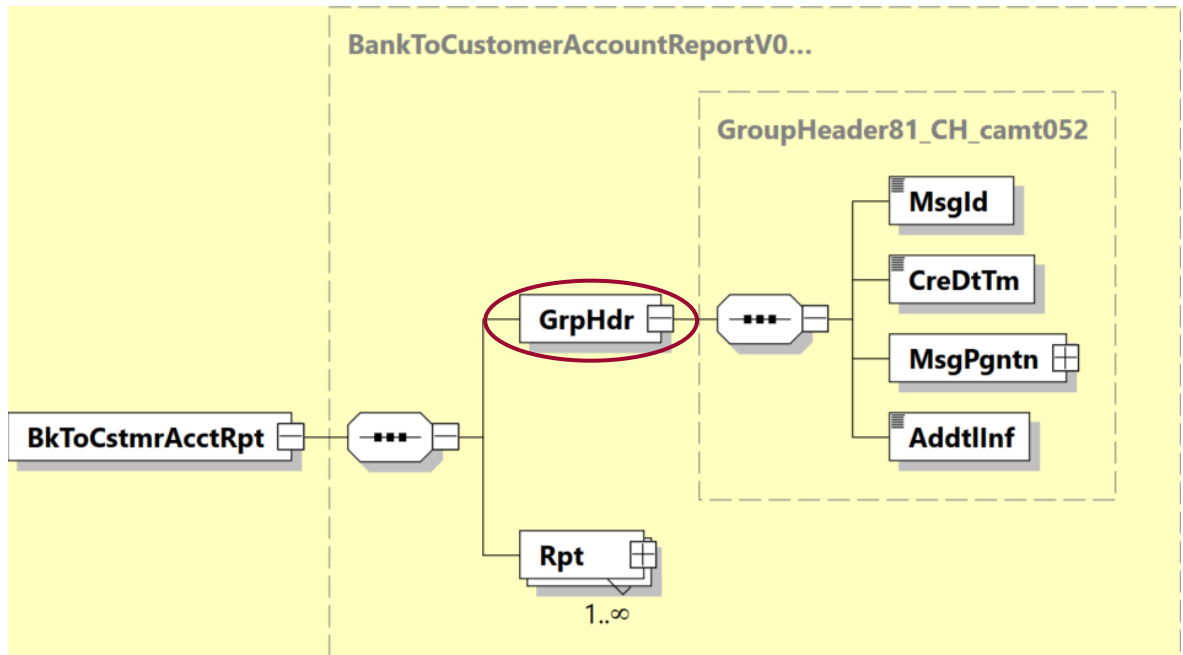 BankToCustomerAccountReportV0...
GroupHeader81_CH_camt052
MsgId
CreDtTm
GrpHdr
MsgPgntn
BkToCstmrAcctRpt
AddtlInf
Rpt
1..∞